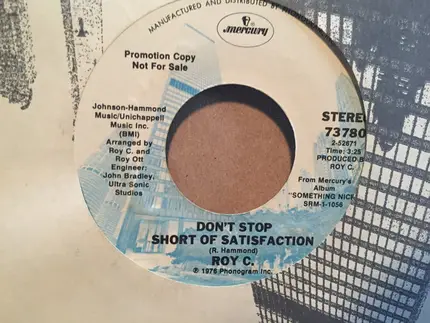 MANUFACTURED AND DISTRIBUTED BY
mercury
Promotion Copy
Not For Sale
Johnson-Hammond
Music/Unichappell
Music Inc.
(BMI)
Arranged by
Roy C. and
Roy Ott
Engineer:
John Bradley,
Ultra Sonic
Studios
STEREO
73780
2-52671
Time: 3:25
PRODUCED B
ROY C.
From Mercury's
Album
"SOMETHING NICE
SRM-1-1056
DON'T STOP
SHORT OF SATISFACTION
(R. Hammond)
ROY C.
℗ 1976 Phonogram Inc.